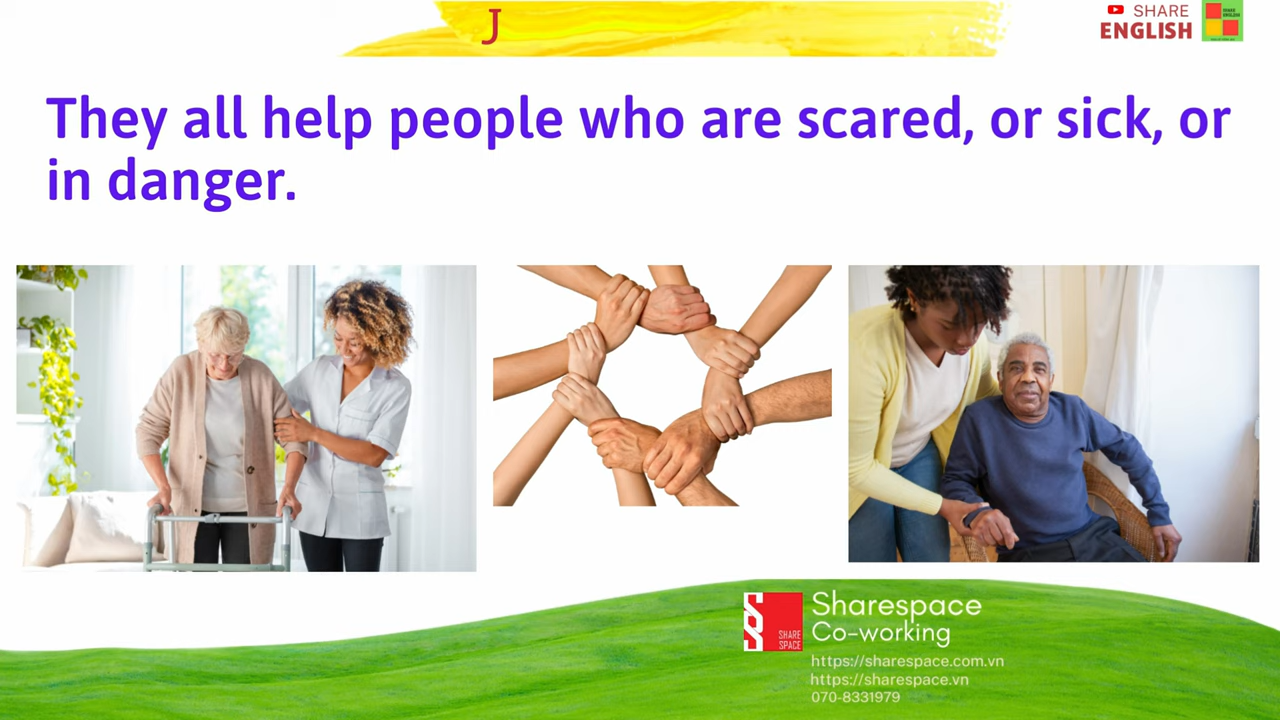 J
SHARE
ENGLISH
They all help people who are scared, or sick, or
in danger.
SHARE
SPACE
Sharespace
Co-working
https://sharespace.com.vn
https://sharespace.vn
070-8331979